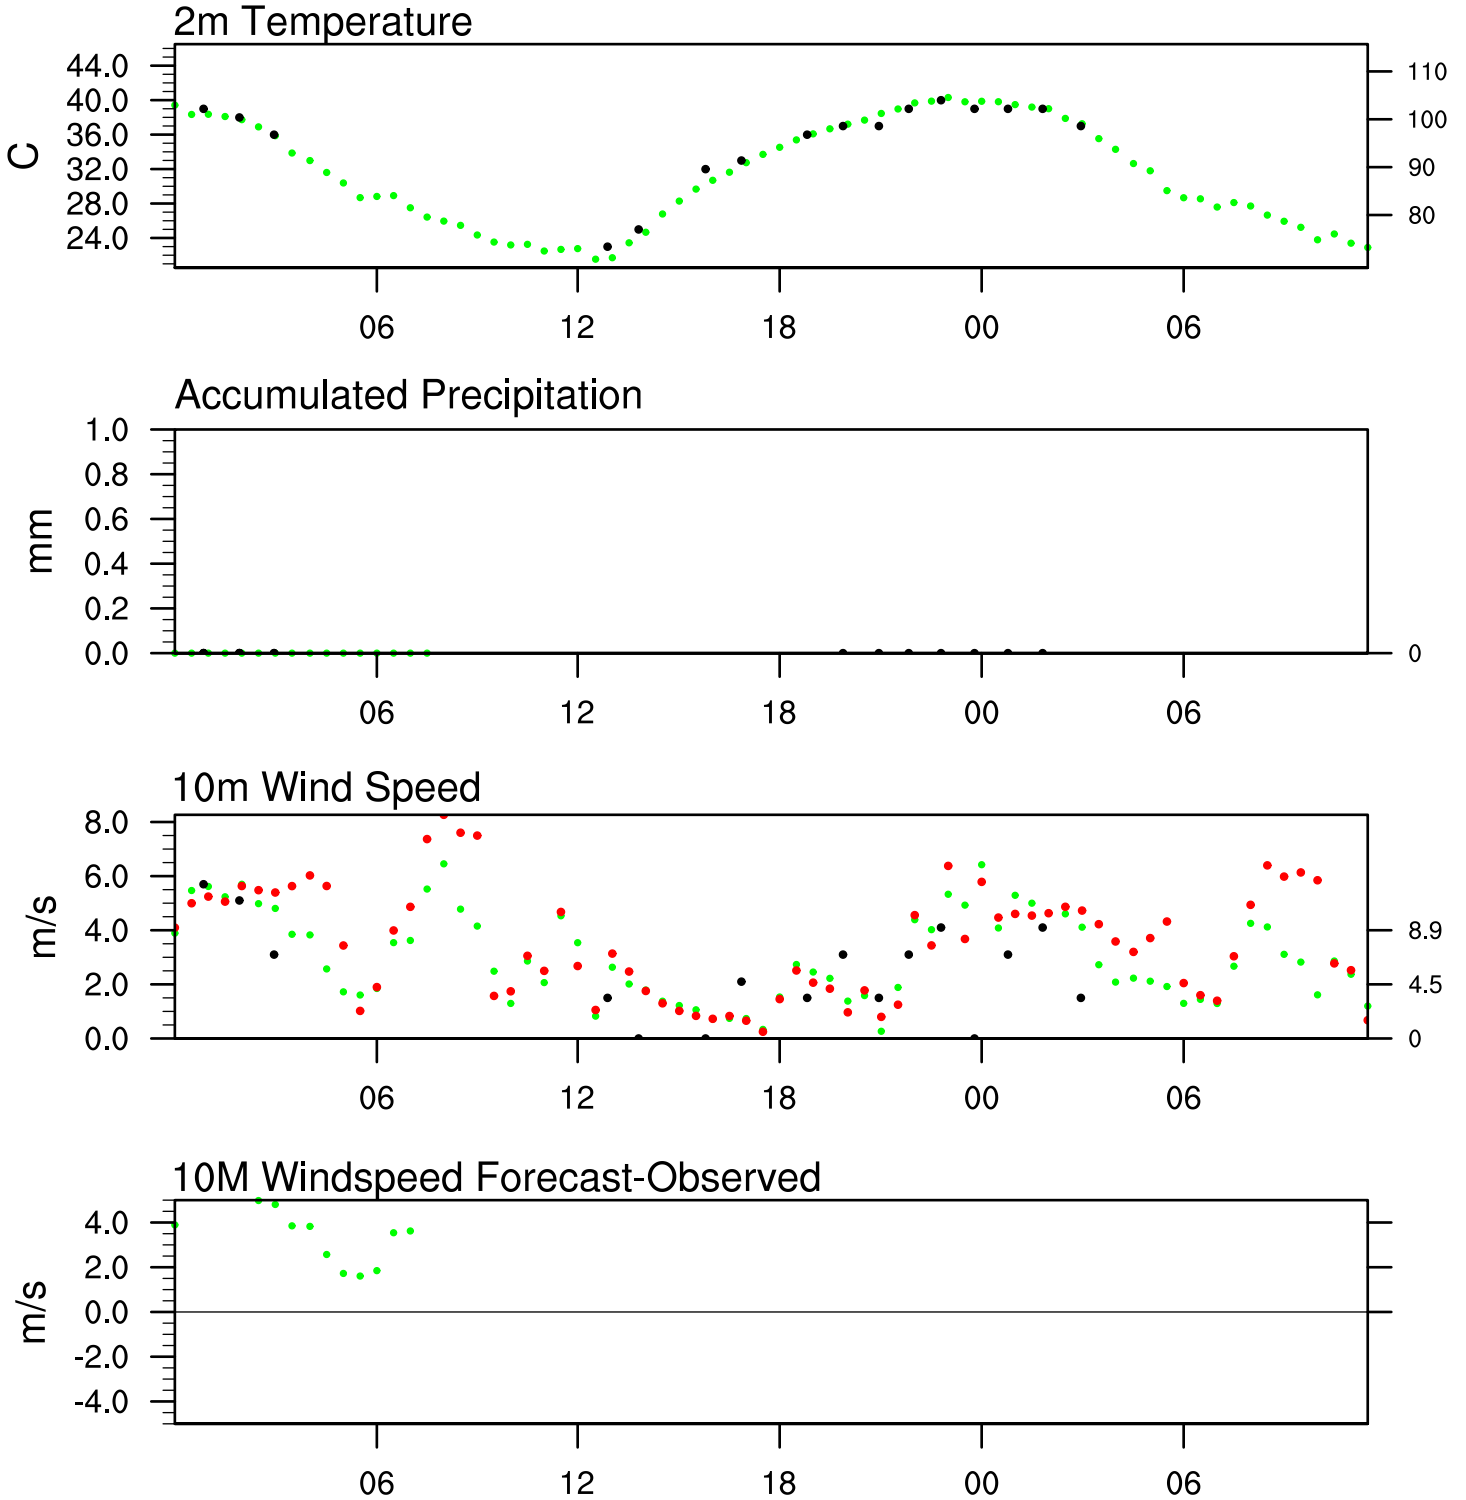 2m Temperature
44.0
40.0
36.0
32.0
28.0
24.0
C
110
100
90
80
06 12 18 00 06
Accumulated Precipitation
1.0
0.8
0.6
0.4
0.2
0.0
mm
0
06 12 18 00 06
10m Wind Speed
8.0
6.0
4.0
2.0
0.0
m/s
8.9
4.5
0
06 12 18 00 06
10M Windspeed Forecast-Observed
4.0
2.0
0.0
-2.0
-4.0
m/s
06 12 18 00 06